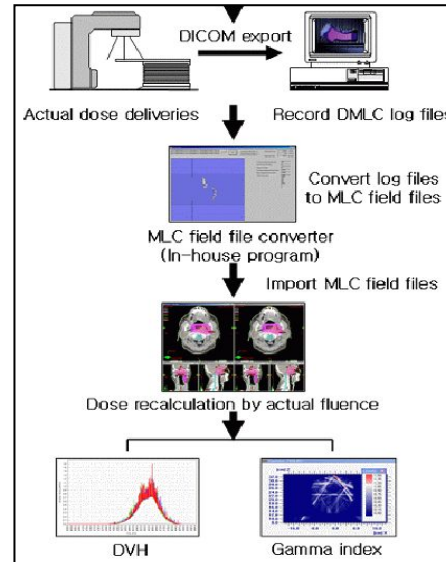 DICOM export
Actual dose deliveries
Record DMLC log files
Convert log files
to MLC field files
MLC field file converter
(In-house program)
Import MLC field files
Dose recalculation by actual fluence
DVH
Gamma index